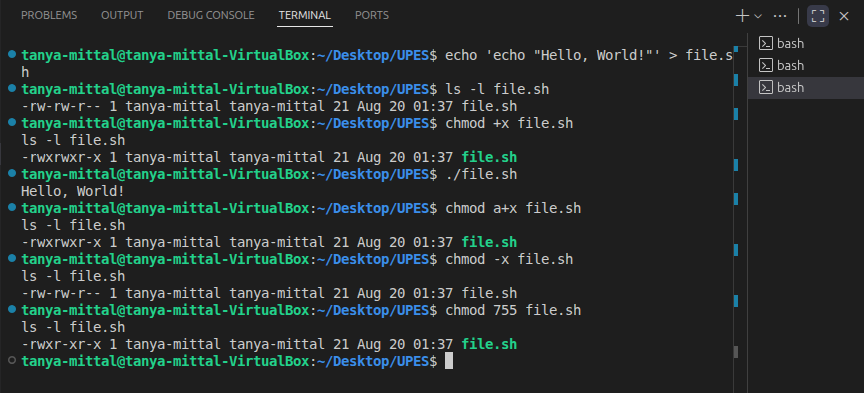 PROBLEMS OUTPUT DEBUG CONSOLE TERMINAL PORTS
tanya-mittal@tanya-mittal-VirtualBox:~/Desktop/UPES$ echo 'echo "Hello, World!"' > file.s
h
tanya-mittal@tanya-mittal-VirtualBox:~/Desktop/UPES$ ls -l file.sh
-rw-rw-r-- 1 tanya-mittal tanya-mittal 21 Aug 20 01:37 file.sh
tanya-mittal@tanya-mittal-VirtualBox:~/Desktop/UPES$ chmod +x file.sh
ls -l file.sh
-rwxrwxr-x 1 tanya-mittal tanya-mittal 21 Aug 20 01:37 file.sh
tanya-mittal@tanya-mittal-VirtualBox:~/Desktop/UPES$ ./file.sh
Hello, World!
tanya-mittal@tanya-mittal-VirtualBox:~/Desktop/UPES$ chmod a+x file.sh
ls -l file.sh
-rwxrwxr-x 1 tanya-mittal tanya-mittal 21 Aug 20 01:37 file.sh
tanya-mittal@tanya-mittal-VirtualBox:~/Desktop/UPES$ chmod -x file.sh
ls -l file.sh
-rw-rw-r-- 1 tanya-mittal tanya-mittal 21 Aug 20 01:37 file.sh
tanya-mittal@tanya-mittal-VirtualBox:~/Desktop/UPES$ chmod 755 file.sh
ls -l file.sh
-rwxr-xr-x 1 tanya-mittal tanya-mittal 21 Aug 20 01:37 file.sh
tanya-mittal@tanya-mittal-VirtualBox:~/Desktop/UPES$
bash
bash
bash